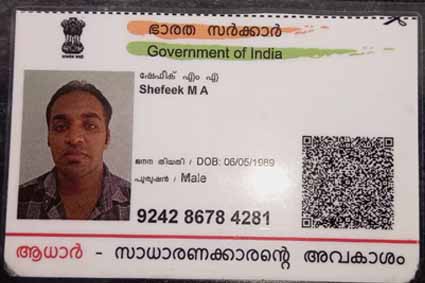 ഭാരത സർക്കാർ
Government of India
ഷേഫീക് എം എ
Shefeek M A
ജനന തിയതി / DOB: 06/05/1989
പുരുഷൻ / Male
9242 8678 4281
ആധാർ - സാധാരണക്കാരന്റെ അവകാശം